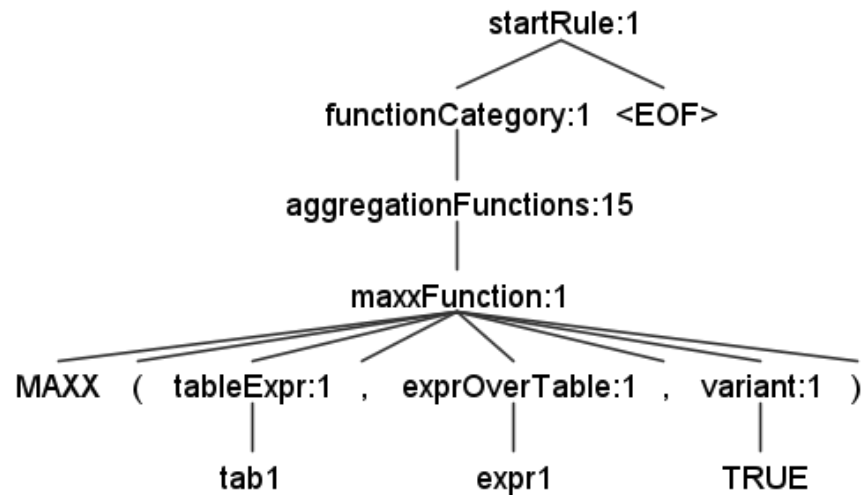 startRule:1
functionCategory:1 <EOF>
aggregationFunctions:15
maxxFunction:1
MAXX ( tableExpr:1 , exprOverTable:1 , variant:1 )
tab1 expr1 TRUE